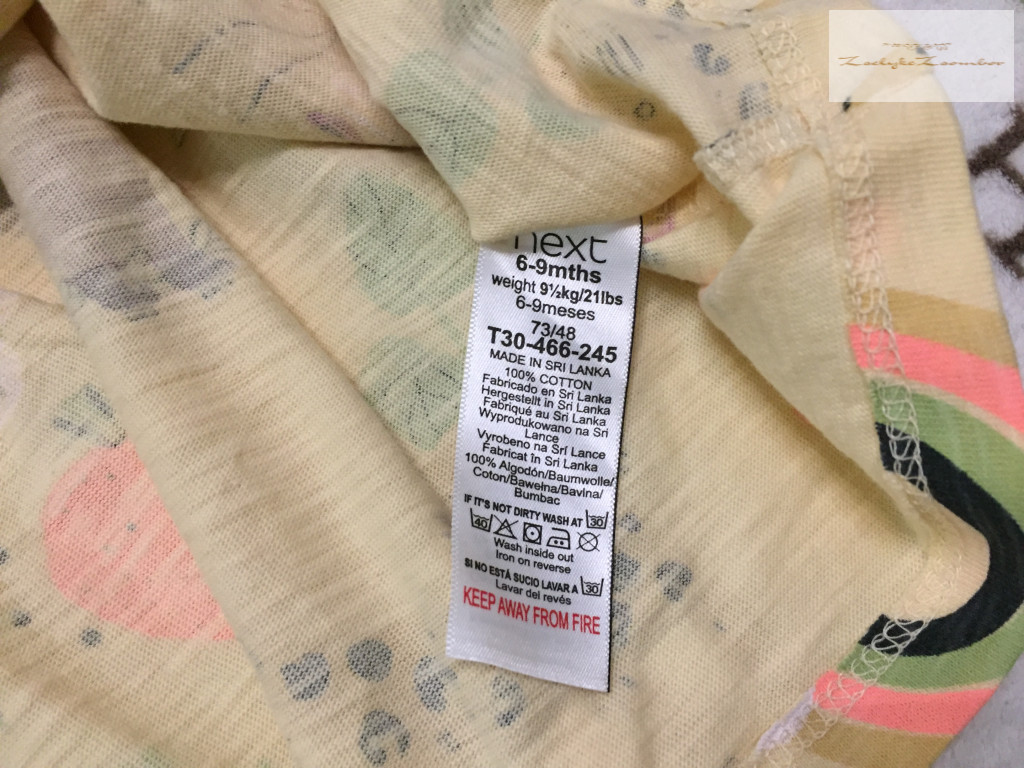 next
6-9mths
weight 9½kg/21lbs
6-9meses
73/48
T30-466-245
MADE IN SRI LANKA
100% COTTON
Fabricado en Sri Lanka
Hergestellt in Sri Lanka
Fabriqué au Sri Lanka
Wyprodukowano na Sri
Lance
Vyrobeno na Srí Lance
Fabricat în Sri Lanka
100% Algodón/Baumwolle/
Coton/Bawełna/Bavlna/
Bumbac
IF IT'S NOT DIRTY WASH AT 30
40
Wash inside out
Iron on reverse
SI NO ESTÁ SUCIO LAVAR A 30
Lavar del revés
KEEP AWAY FROM FIRE